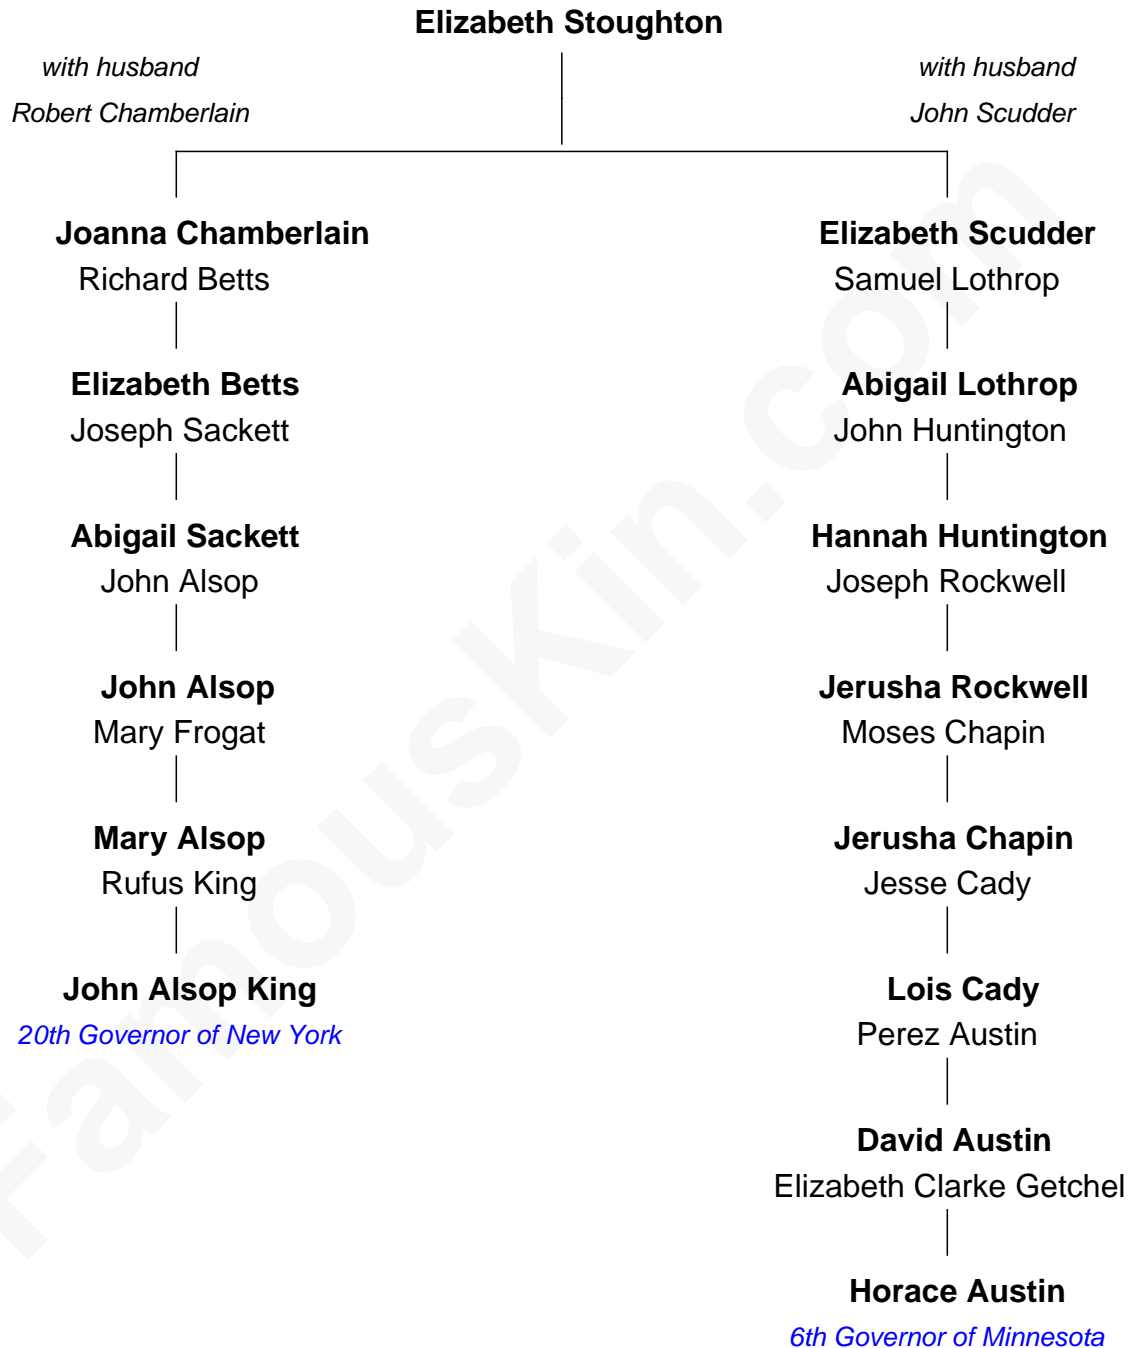 Elizabeth Stoughton
with husband
Robert Chamberlain
with husband
John Scudder
Joanna Chamberlain
Richard Betts
Elizabeth Scudder
Samuel Lothrop
Elizabeth Betts
Joseph Sackett
Abigail Lothrop
John Huntington
Abigail Sackett
John Alsop
Hannah Huntington
Joseph Rockwell
John Alsop
Mary Frogat
Jerusha Rockwell
Moses Chapin
Mary Alsop
Rufus King
Jerusha Chapin
Jesse Cady
John Alsop King
20th Governor of New York
Lois Cady
Perez Austin
David Austin
Elizabeth Clarke Getchel
Horace Austin
6th Governor of Minnesota
FamousKin.com